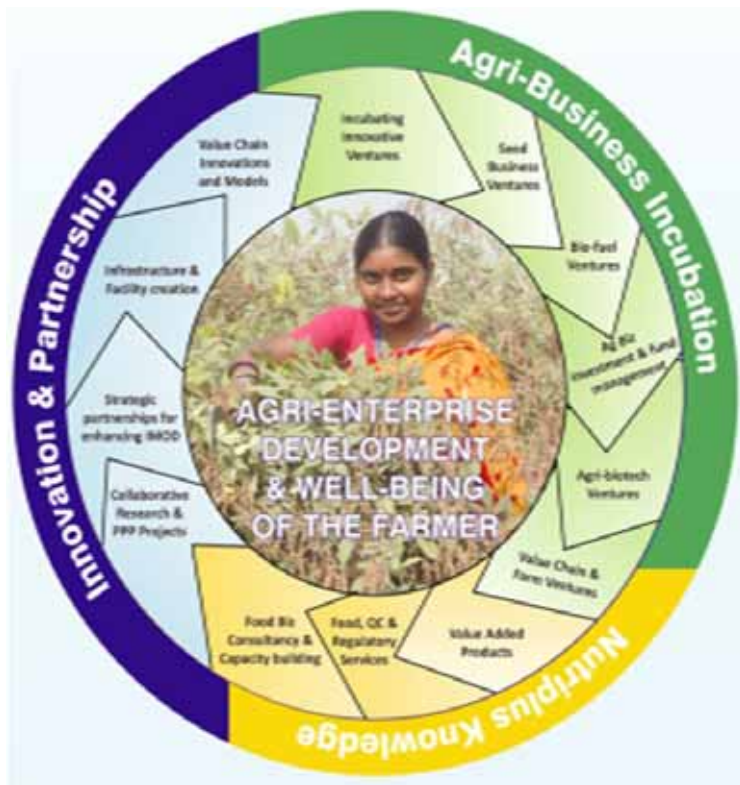 Agri-Business Incubation
Innovation & Partnership
Nutriplus Knowledge
Incubating
Innovative
Ventures
Seed
Business
Ventures
Bio-fuel
Ventures
Ag Biz
investment & fund
management
Agri-biotech
Ventures
Value Chain &
Farm Ventures
Value Added
Products
Food, QC &
Regulatory
Services
Food Biz
Consultancy &
Capacity building
Collaborative
Research &
PPP Projects
Strategic
partnerships for
enhancing IMOD
Infrastructure &
Facility creation
Value Chain
Innovations
and Models
AGRI-ENTERPRISE
DEVELOPMENT
& WELL-BEING
OF THE FARMER